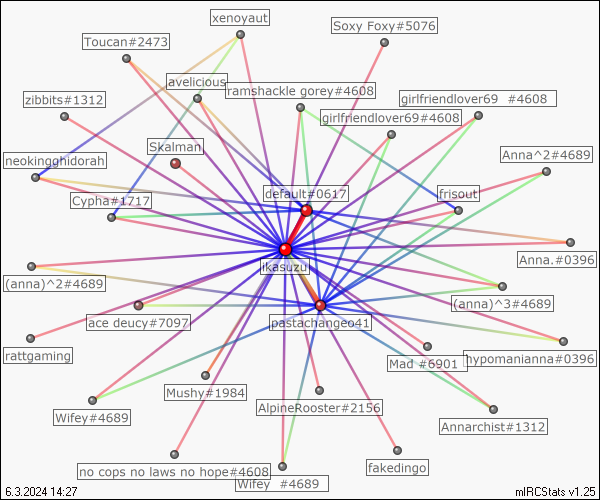 xenoyaut
Soxy Foxy#5076
Toucan#2473
avelicious
ramshackle gorey#4608
girlfriendlover69 #4608
zibbits#1312
girlfriendlover69#4608
Skalman
Anna^2#4689
neokingghidorah
default#0617
frisout
Cypha#1717
Anna.#0396
ikasuzu
(anna)^2#4689
(anna)^3#4689
ace deucy#7097
pastachangeo41
rattgaming
hypomanianna#0396
Mad #6901
Mushy#1984
AlpineRooster#2156
Wifey#4689
Annarchist#1312
no cops no laws no hope#4608
fakedingo
Wifey #4689
6.3.2024 14:27
mIRCStats v1.25